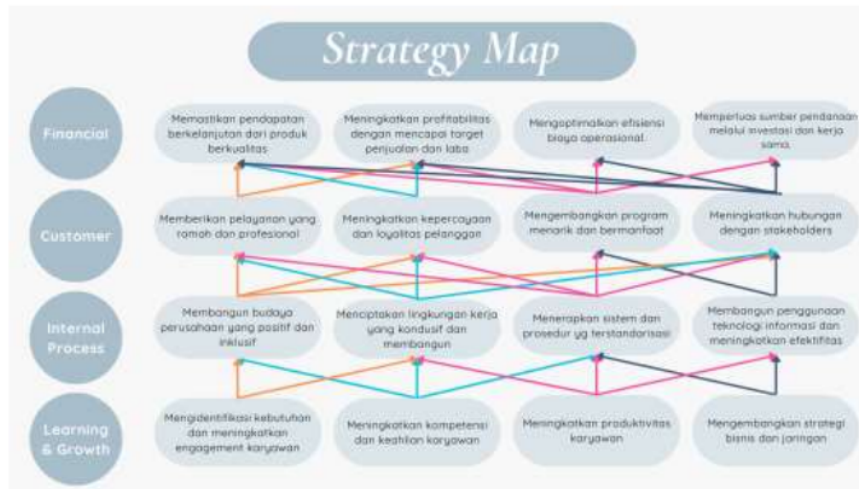 Strategy Map
Financial
Memastikan pendapatan
berkelanjutan dari produk
berkualitas
Meningkatkan profitabilitas
dengan mencapai target
penjualan dan laba
Mengoptimalkan efisiensi
biaya operasional
Memperluas sumber pendanaan
melalui investasi dan kerja
sama.
Customer
Memberikan pelayanan yang
ramah dan profesional
Meningkatkan kepercayaan
dan loyalitas pelanggan
Mengembangkan program
menarik dan bermanfaat
Meningkatkan hubungan
dengan stakeholders
Internal
Process
Membangun budaya
perusahaan yang positif dan
inklusif
Menciptakan lingkungan kerja
yang kondusif dan
membangun
Menerapkan sistem dan
prosedur yg terstandarisasi
Membangun penggunaan
teknologi informasi dan
meningkatkan efektifitas
Learning
& Growth
Mengidentifikasi kebutuhan
dan meningkatkan
engagement karyawan
Meningkatkan kompetensi
dan keahlian karyawan
Meningkatkan produktivitas
karyawan
Mengembangkan strategi
bisnis dan jaringan